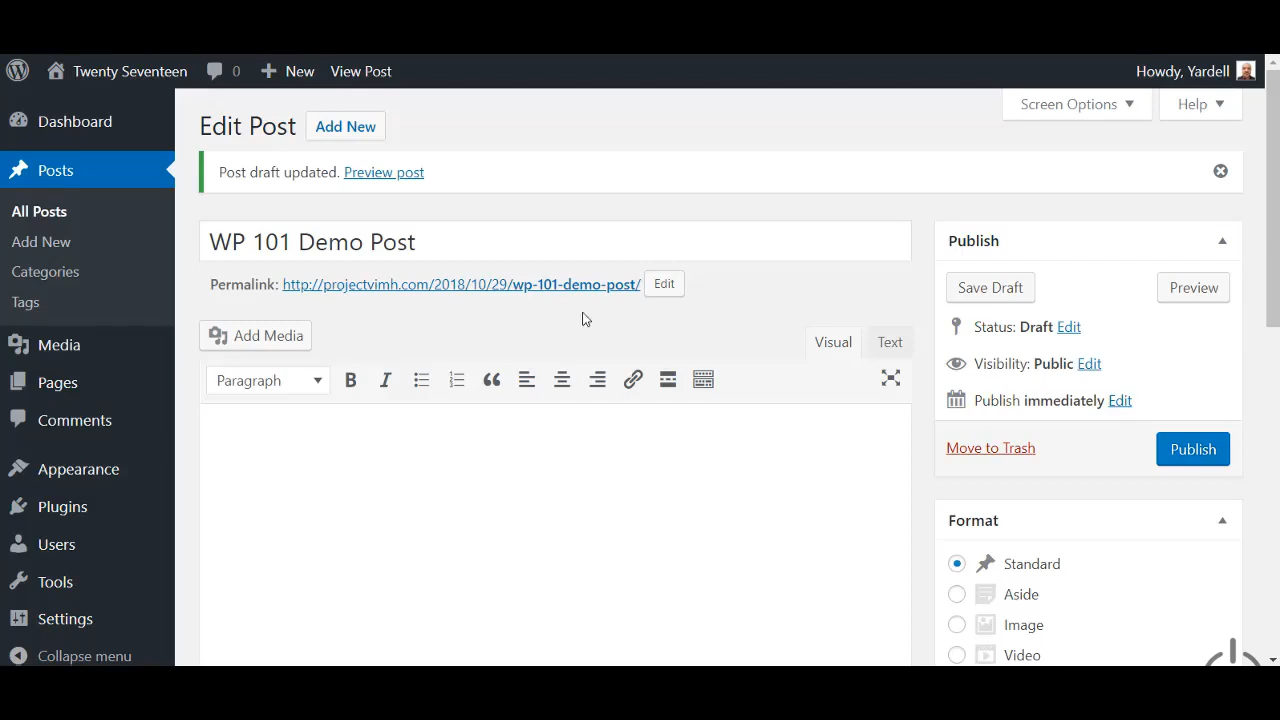 Twenty Seventeen 0 New View Post Howdy, Yardell
Screen Options Help
Edit Post Add New
Post draft updated. Preview post
Dashboard
Posts
All Posts
Add New
Categories
Tags
Media
Pages
Comments
Appearance
Plugins
Users
Tools
Settings
Collapse menu
WP 101 Demo Post
Permalink: http://projectvimh.com/2018/10/29/wp-101-demo-post/ Edit
Add Media
Visual Text
Paragraph B I
Publish
Save Draft Preview
Status: Draft Edit
Visibility: Public Edit
Publish immediately Edit
Move to Trash Publish
Format
Standard
Aside
Image
Video